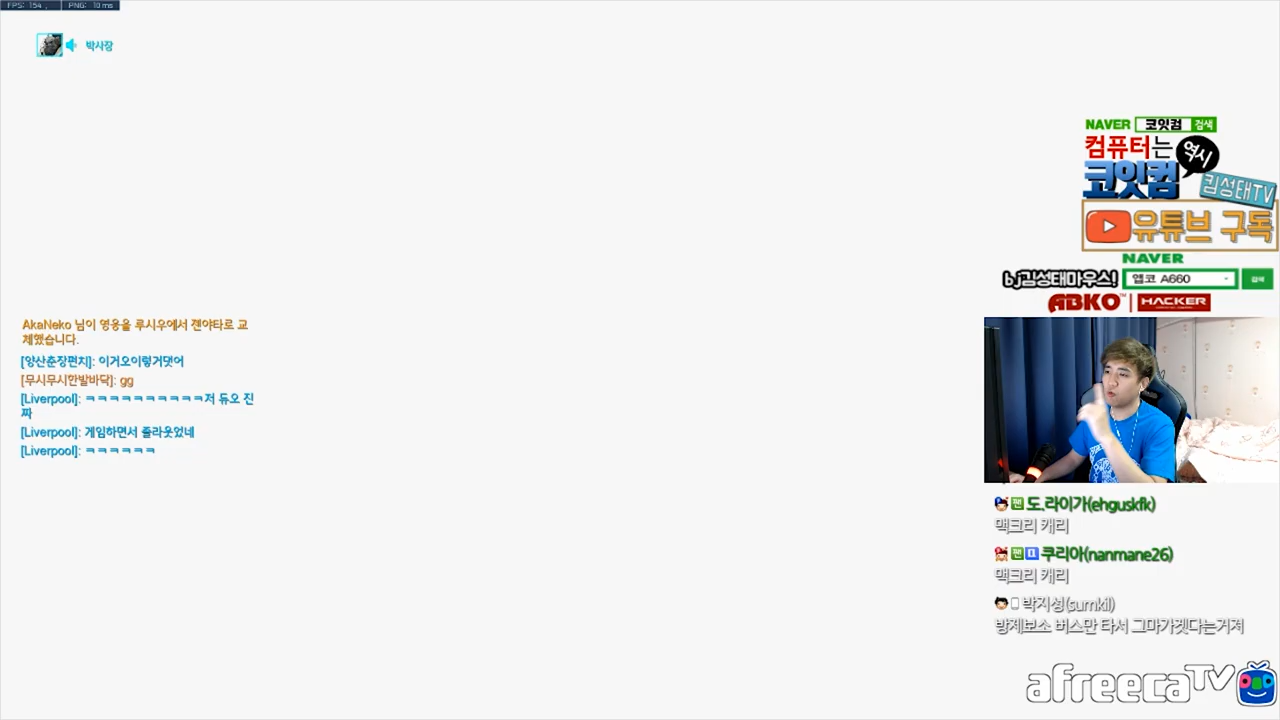 FPS: 154 , PNG: 10 ms
박사장
NAVER 코잇컴 검색
컴퓨터는 역시
코잇컴
킴성태TV
유튜브 구독
NAVER
bj김성태마우스! 앱코 A660 검색
ABKO™ | HACKER
AkaNeko 님이 영웅을 루시우에서 젠야타로 교
체했습니다.
[양산춘장펀치]: 이거오이렇거댓어
[무시무시한발바닥]: gg
[Liverpool]: ㅋㅋㅋㅋㅋㅋㅋㅋㅋㅋ저 듀오 진
짜
[Liverpool]: 게임하면서 졸라웃었네
[Liverpool]: ㅋㅋㅋㅋㅋㅋ
팬 도.라이가(ehguskfk)
맥크리 캐리
팬 쿠리아(nanmane26)
맥크리 캐리
박지성(sumkil)
방제보소 버스만 타서 그마가겟다는거져
afreecaTV